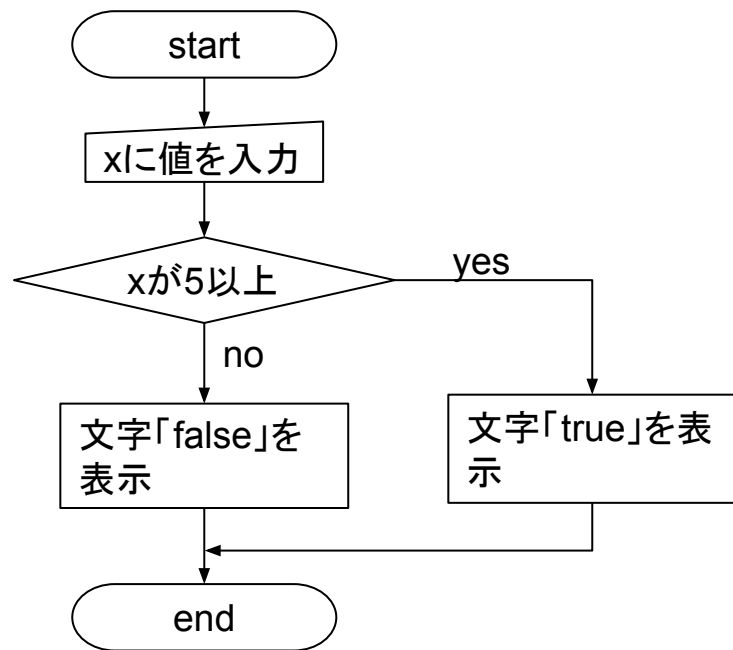 start
xに値を入力
xが5以上
yes
no
文字「false」を
表示
文字「true」を表
示
end